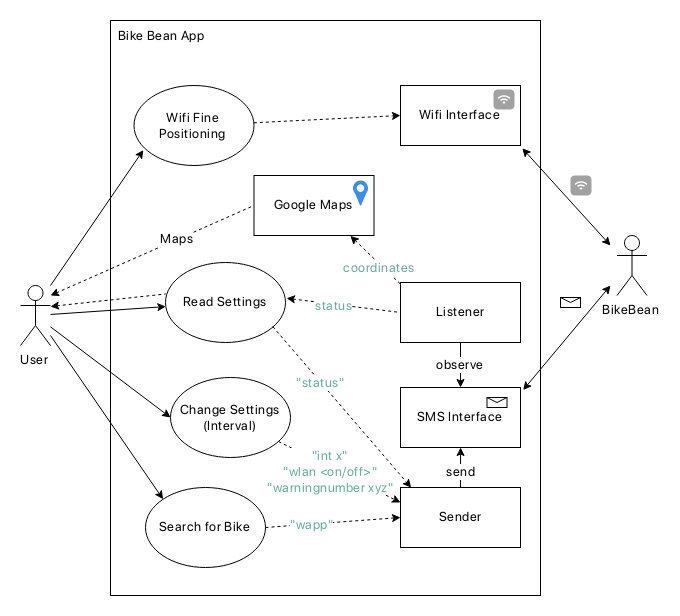 Bike Bean App
Wifi Fine
Positioning
Wifi Interface
Google Maps
Maps
coordinates
Read Settings
status
Listener
BikeBean
User
observe
"status"
Change Settings
(Interval)
SMS Interface
"int x"
"wlan <on/off>"
"warningnumber xyz"
send
Search for Bike
"wapp"
Sender